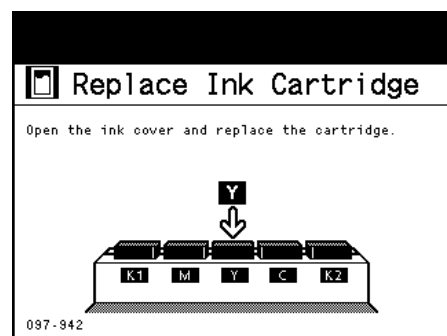 Replace Ink Cartridge
Open the ink cover and replace the cartridge.
Y
K1 M Y C K2
097-942